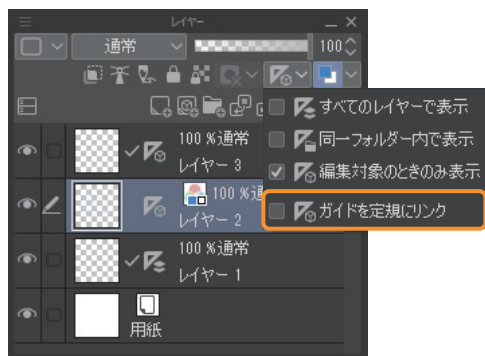 レイヤー
通常
100
すべてのレイヤーで表示
同一フォルダー内で表示
編集対象のときのみ表示
ガイドを定規にリンク
100 %通常
レイヤー 3
100 %通
レイヤー 2
100 %通常
レイヤー 1
用紙